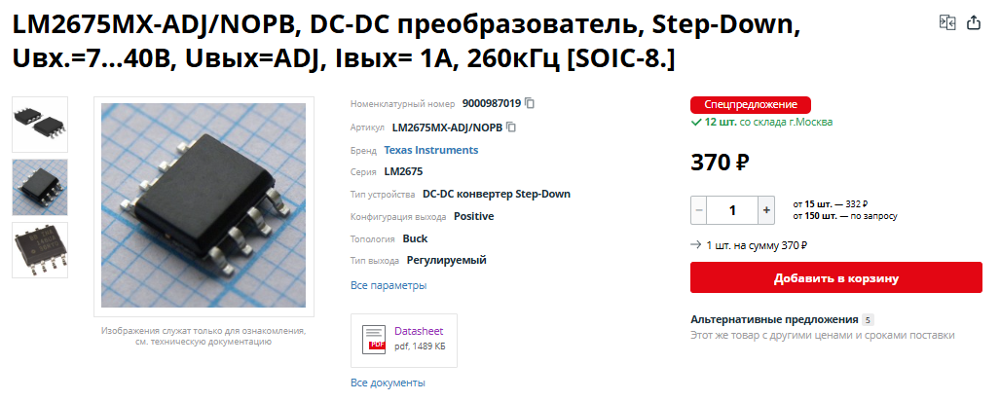 LM2675MX-ADJ/NOPB, DC-DC преобразователь, Step-Down,
Uвх.=7...40В, Uвых=ADJ, Iвых= 1А, 260кГц [SOIC-8.]
Номенклатурный номер 9000987019
Артикул LM2675MX-ADJ/NOPB
Бренд Texas Instruments
Серия LM2675
Тип устройства DC-DC конвертер Step-Down
Конфигурация выхода Positive
Топология Buck
Тип выхода Регулируемый
Все параметры
Datasheet
PDF
pdf, 1489 КБ
Все документы
Изображения служат только для ознакомления,
см. техническую документацию
Спецпредложение
12 шт. со склада г.Москва
370 ₽
− 1 +
от 15 шт. — 332 ₽
от 150 шт. — по запросу
1 шт. на сумму 370 ₽
Добавить в корзину
Альтернативные предложения 5
Этот же товар с другими ценами и сроками поставки